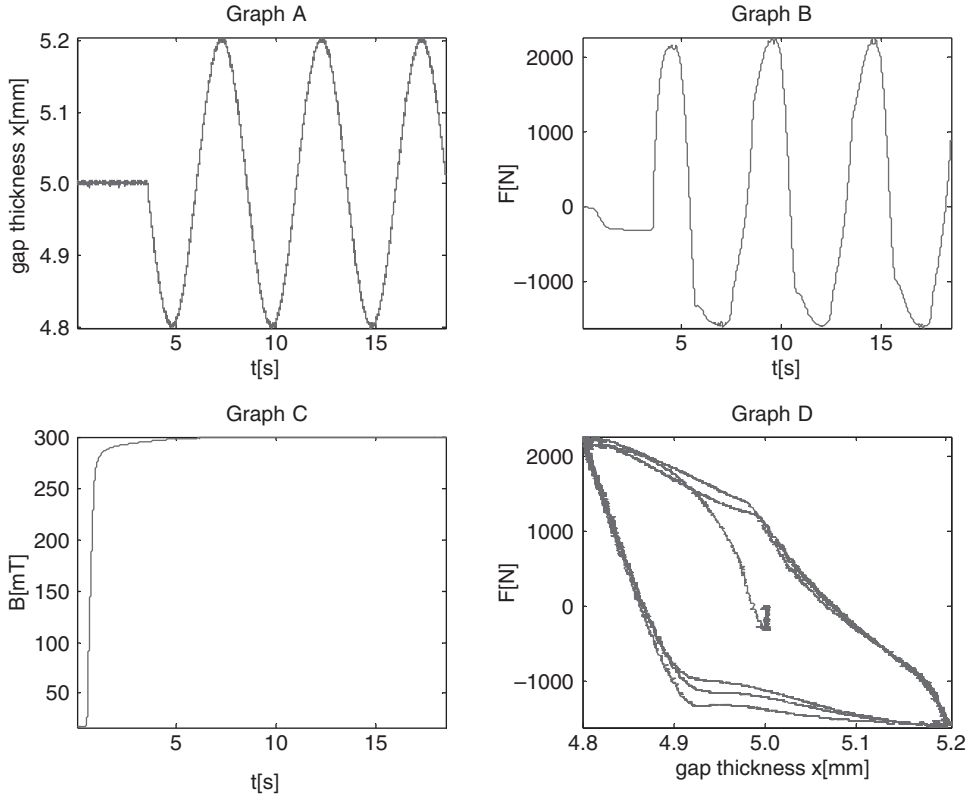 Graph A
gap thickness x[mm]
5.2
5.1
5.0
4.9
4.8
5 10 15
t[s]
Graph B
F[N]
2000
1000
0
−1000
5 10 15
t[s]
Graph C
B[mT]
300
250
200
150
100
50
5 10 15
t[s]
Graph D
F[N]
2000
1000
0
−1000
4.8 4.9 5.0 5.1 5.2
gap thickness x[mm]